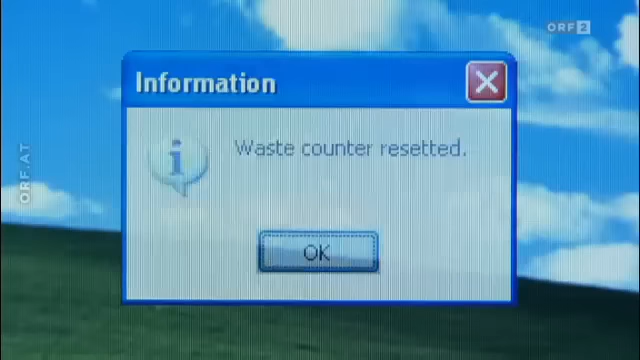 ORF 2
Information
Waste counter resetted.
OK
ORF.AT